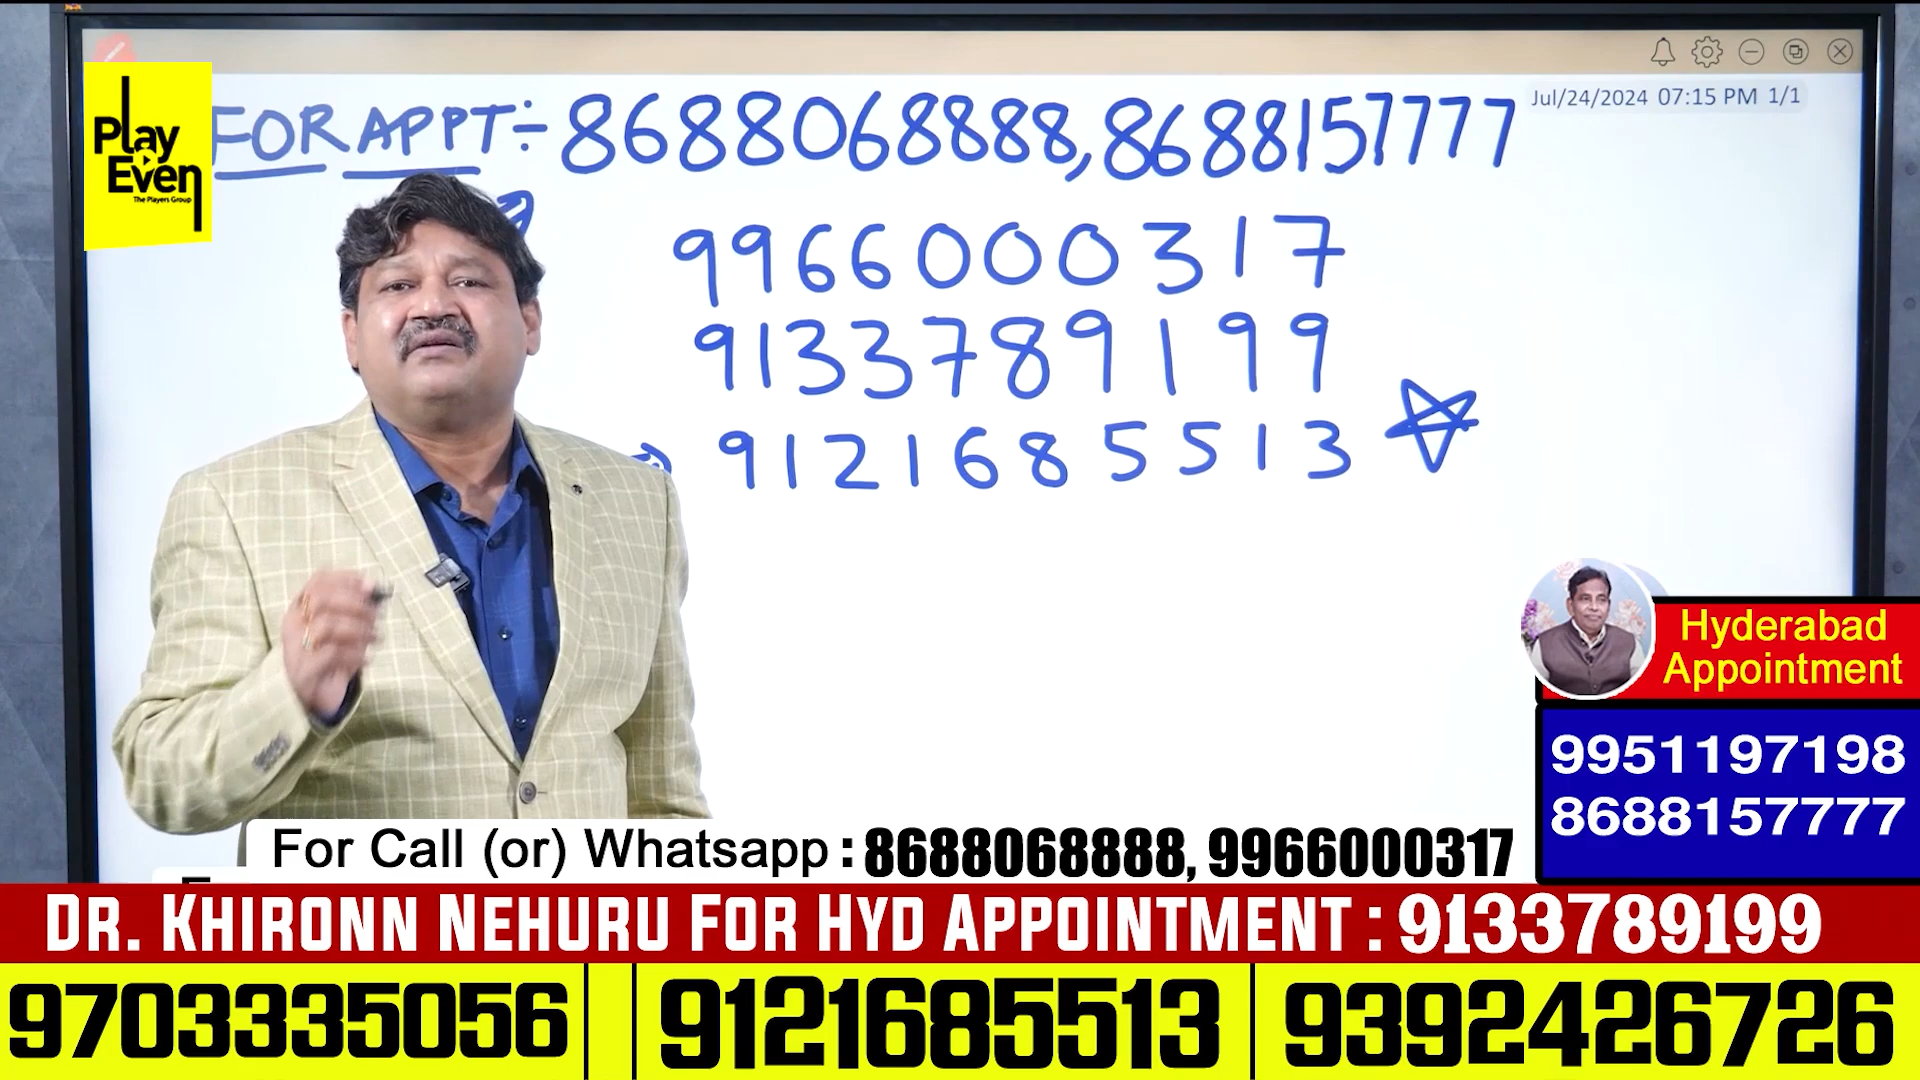 Jul/24/2024 07:15 PM 1/1
Play
Even
The Players Group
FOR APPT÷ 8688068888, 8688157777
9966000317
9133789199
9121685513
Hyderabad
Appointment
9951197198
8688157777
For Call (or) Whatsapp : 8688068888, 9966000317
DR. KHIRONN NEHURU FOR HYD APPOINTMENT : 9133789199
9703335056 9121685513 9392426726